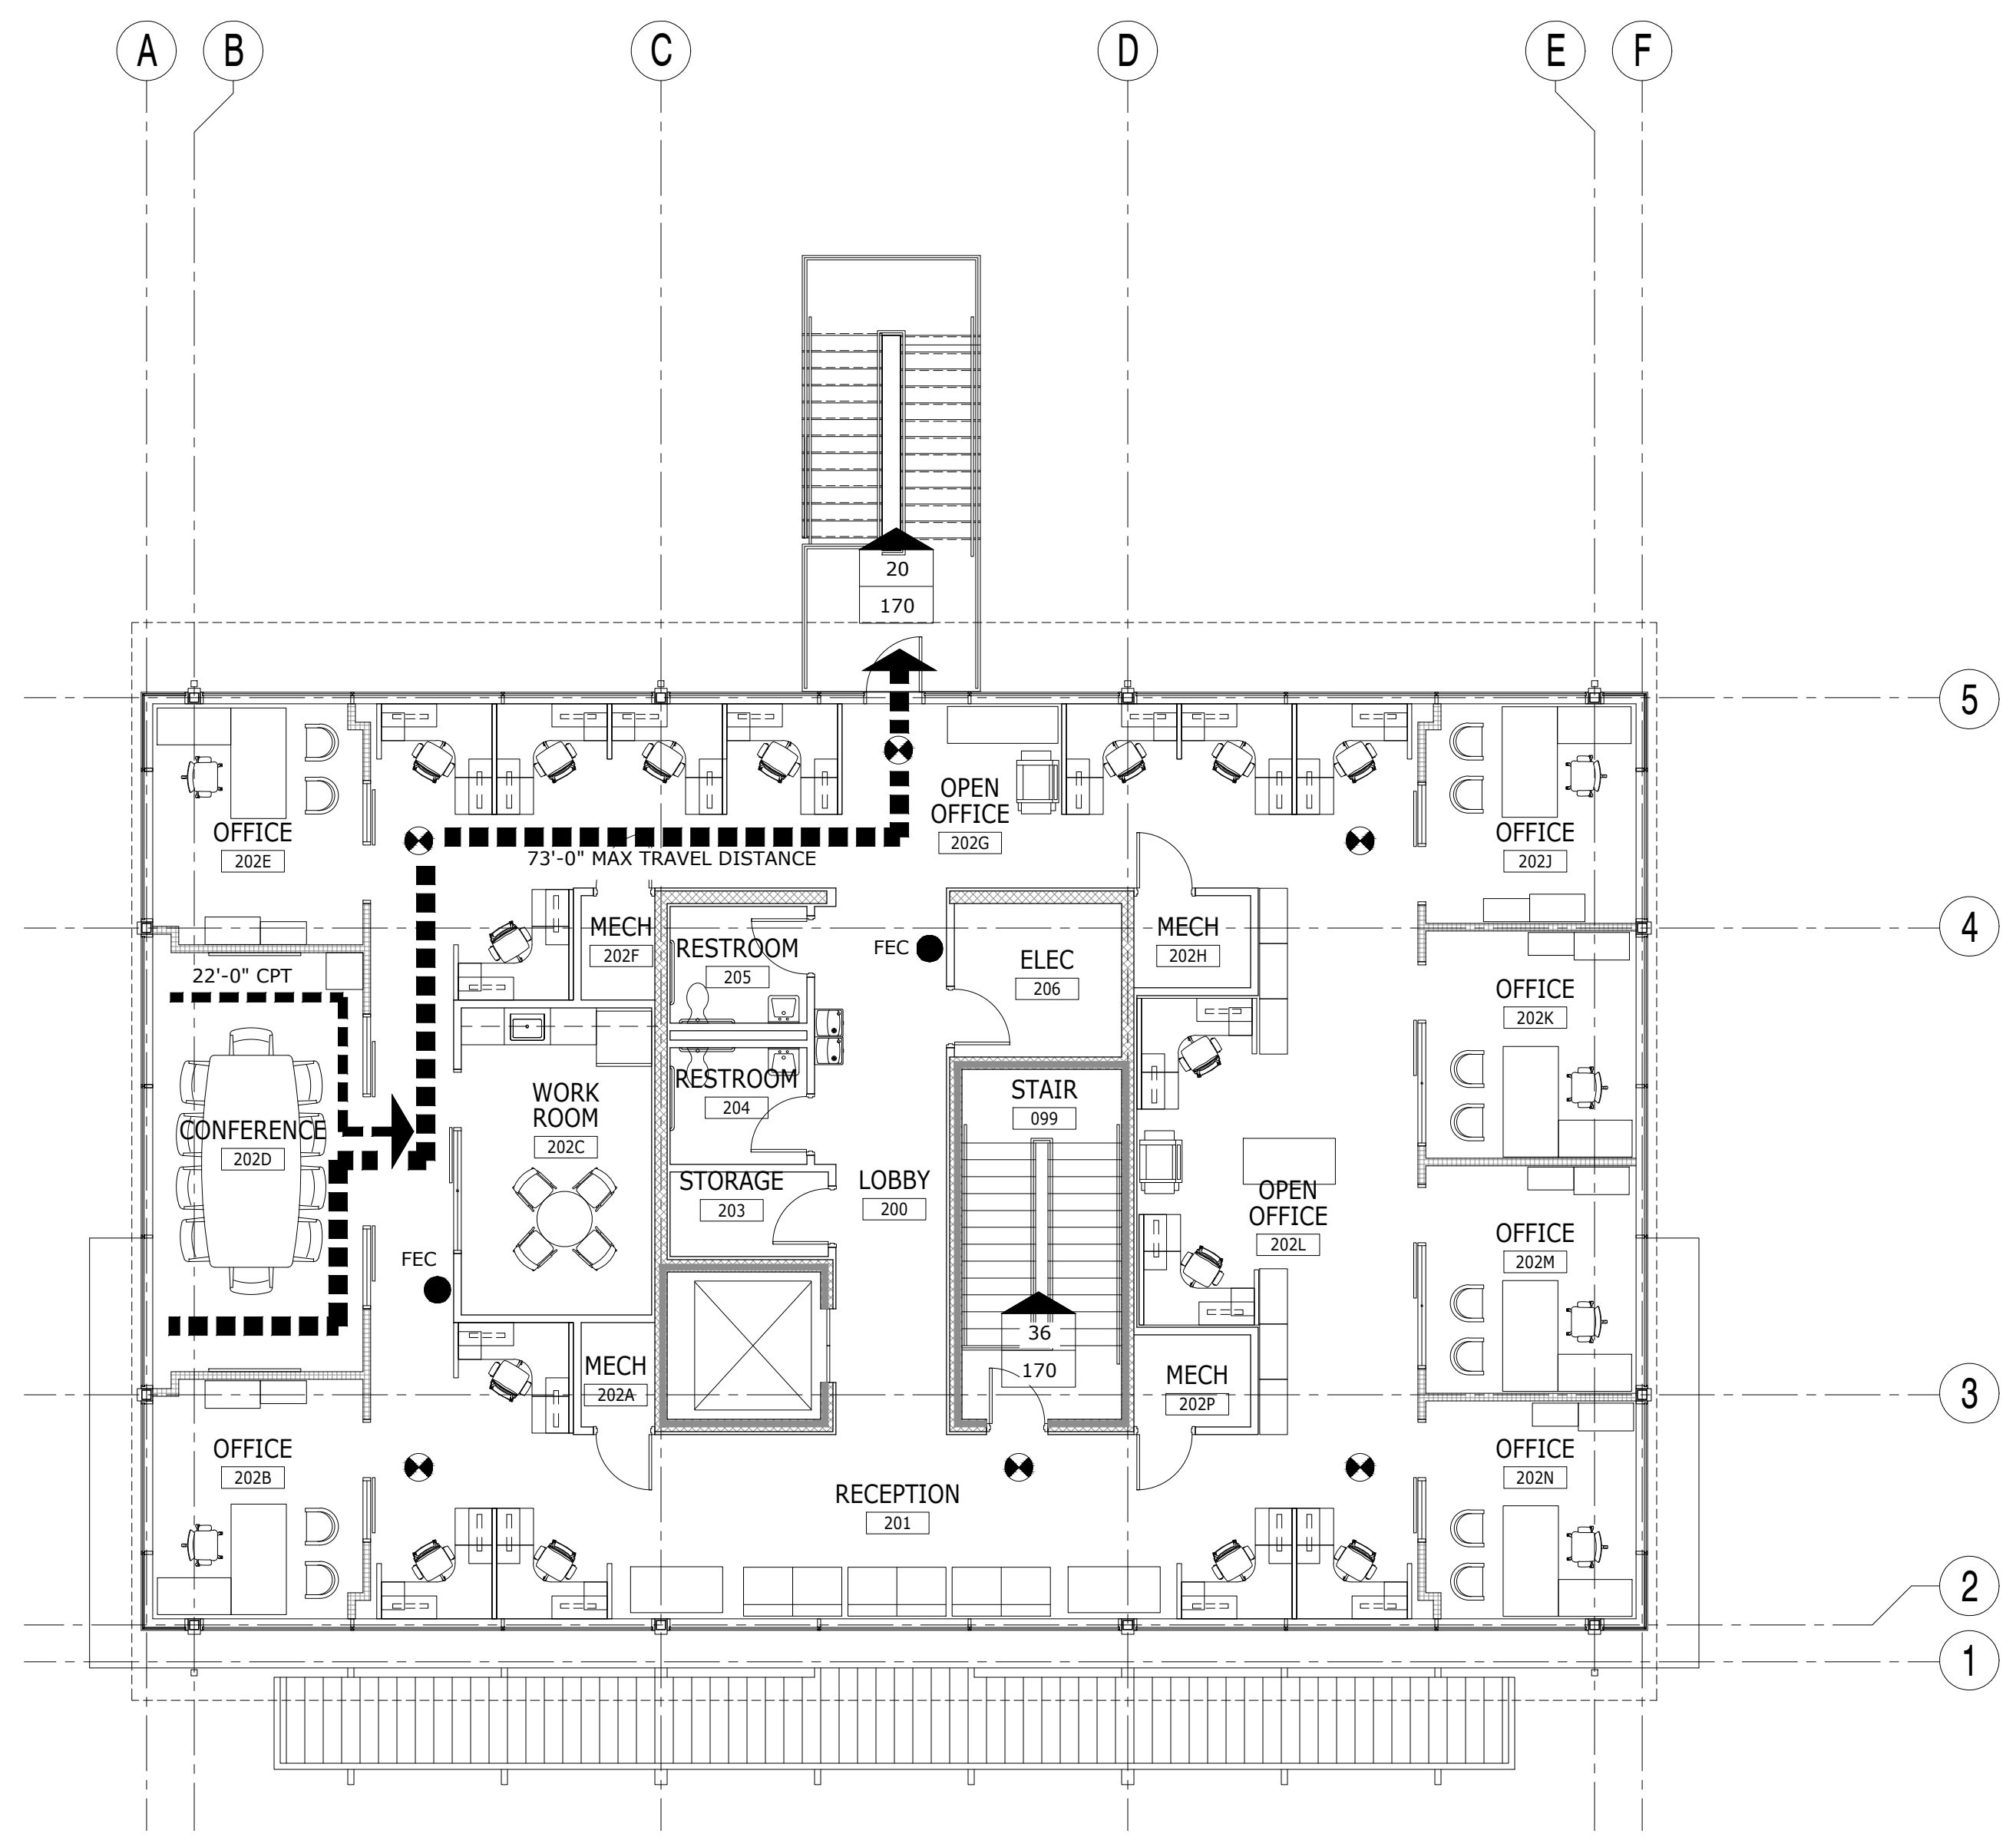 A
B
C
D
E
F
20
170
5
OPEN
OFFICE
202G
OFFICE
202E
OFFICE
202J
73'-0" MAX TRAVEL DISTANCE
MECH
202F
RESTROOM
205
FEC
ELEC
206
MECH
202H
4
22'-0" CPT
OFFICE
202K
WORK
ROOM
202C
RESTROOM
204
STAIR
099
CONFERENCE
202D
STORAGE
203
LOBBY
200
OPEN
OFFICE
202L
OFFICE
202M
FEC
36
170
MECH
202A
MECH
202P
3
OFFICE
202B
OFFICE
202N
RECEPTION
201
2
1